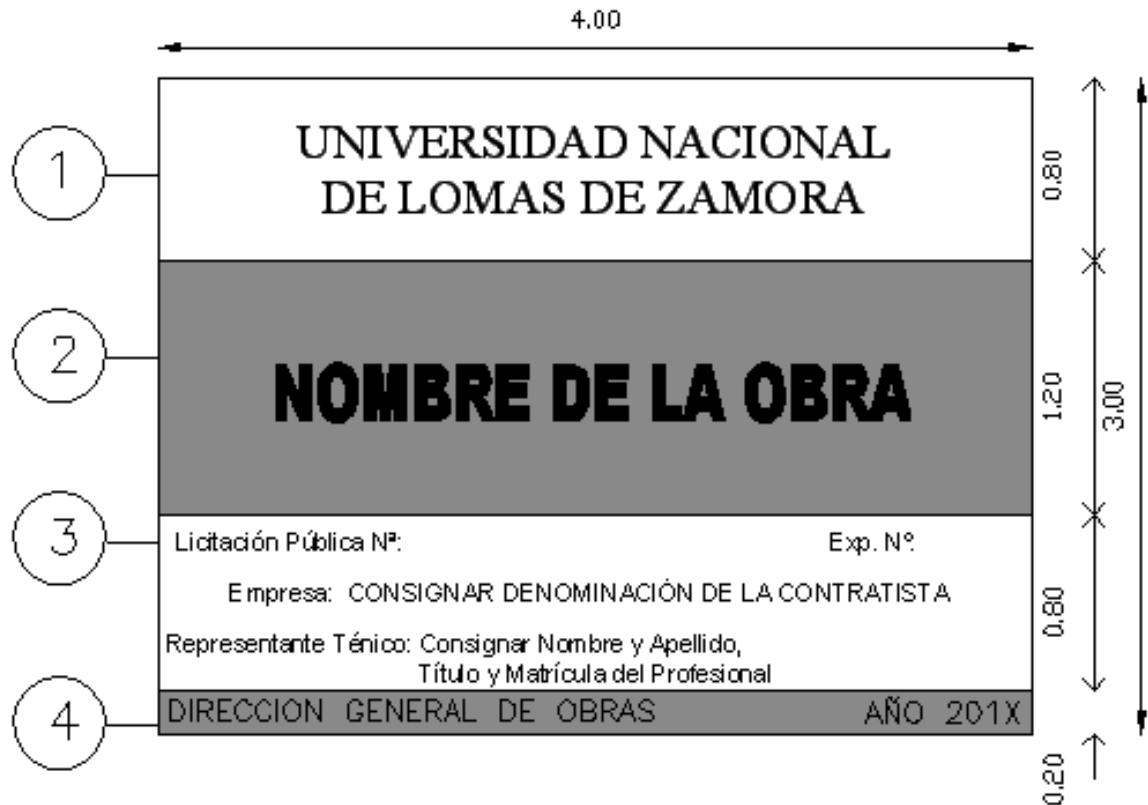 4.00
1
UNIVERSIDAD NACIONAL
DE LOMAS DE ZAMORA
0.80
2
NOMBRE DE LA OBRA
1.20
3.00
3
Licitación Pública Nª: Exp. Nº:
Empresa: CONSIGNAR DENOMINACIÓN DE LA CONTRATISTA
0.80
Representante Ténico: Consignar Nombre y Apellido,
Título y Matrícula del Profesional
4
DIRECCION GENERAL DE OBRAS AÑO 201X
0.20